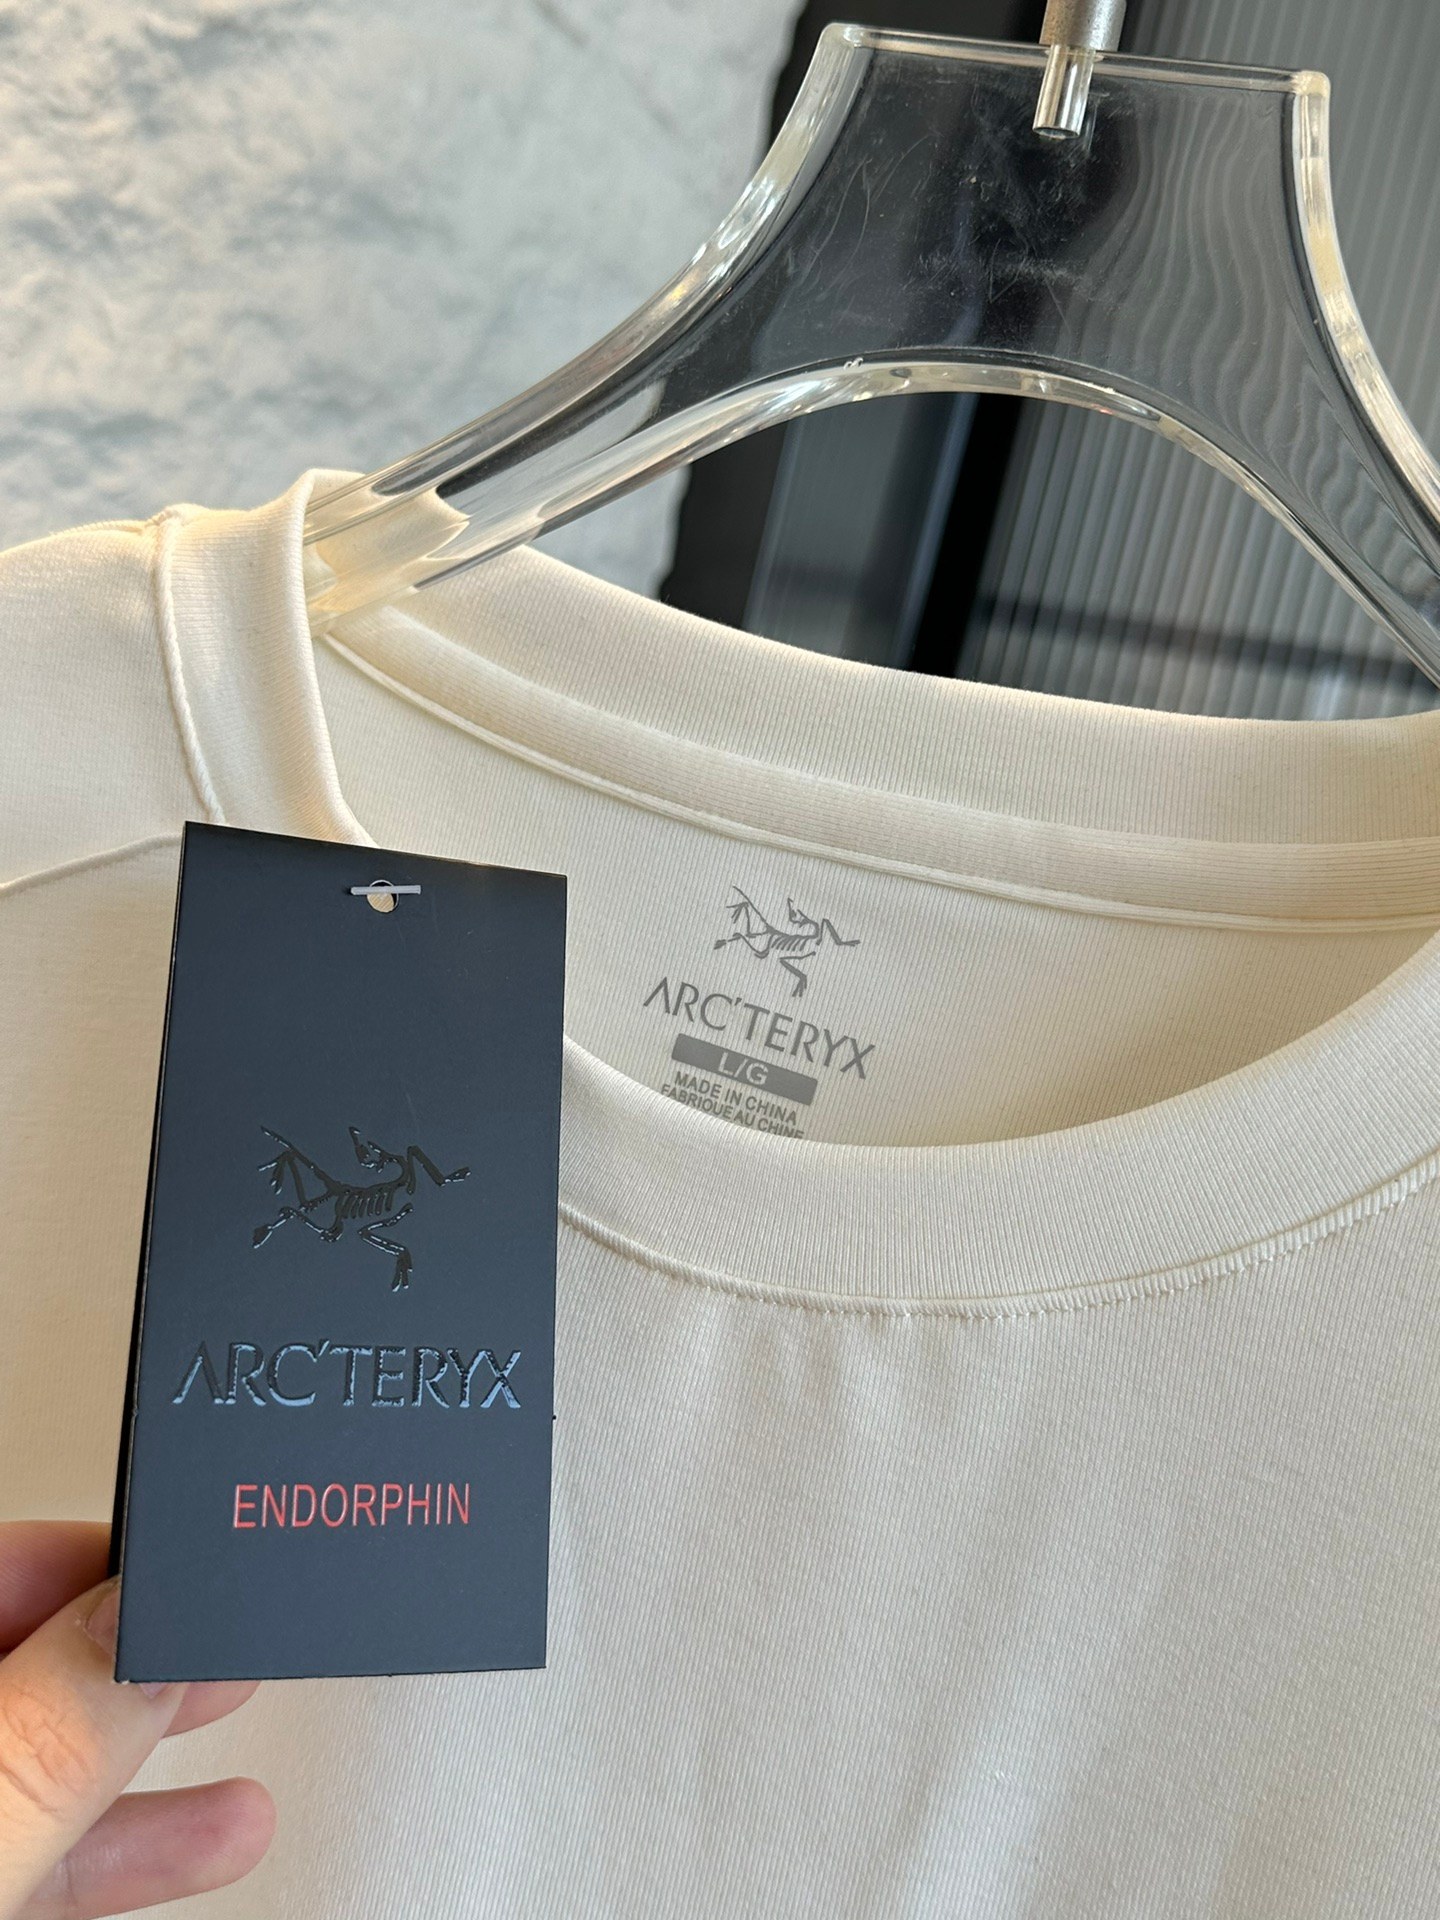 ARC'TERYX
L/G
MADE IN CHINA
FABRIQUE AU CHINE
ARC'TERYX
ENDORPHIN